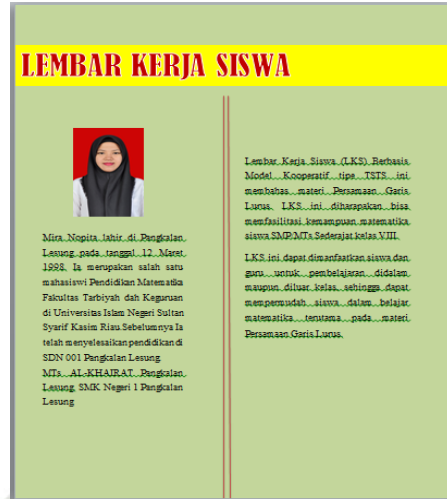 LEMBAR KERJA SISWA
Mira Nopita lahir di Pangkalan
Lesung pada tanggal 12 Maret
1998. Ia merupakan salah satu
mahasiswi Pendidikan Matematika
Fakultas Tarbiyah dah Keguruan
di Universitas Islam Negeri Sultan
Syarif Kasim Riau.Sebelumnya Ia
telah menyelesaikan pendidikan di
SDN 001 Pangkalan Lesung.
MTs AL-KHAIRAT Pangkalan
Lesung, SMK Negeri 1 Pangkalan
Lesung
Lembar Kerja Siswa (LKS) Berbasis
Model Kooperatif tipe TSTS ini
membahas materi Persamaan Garis
Lurus. LKS ini diharapakan bisa
memfasilitasi kemampuan matematika
siswa SMP/MTs Sederajat kelas VIII.
LKS ini dapat dimanfaatkan siswa dan
guru untuk pembelajaran didalam
maupun diluar kelas, sehingga dapat
mempermudah siswa dalam belajar
matematika terutama pada materi
Persamaan Garis Lurus.